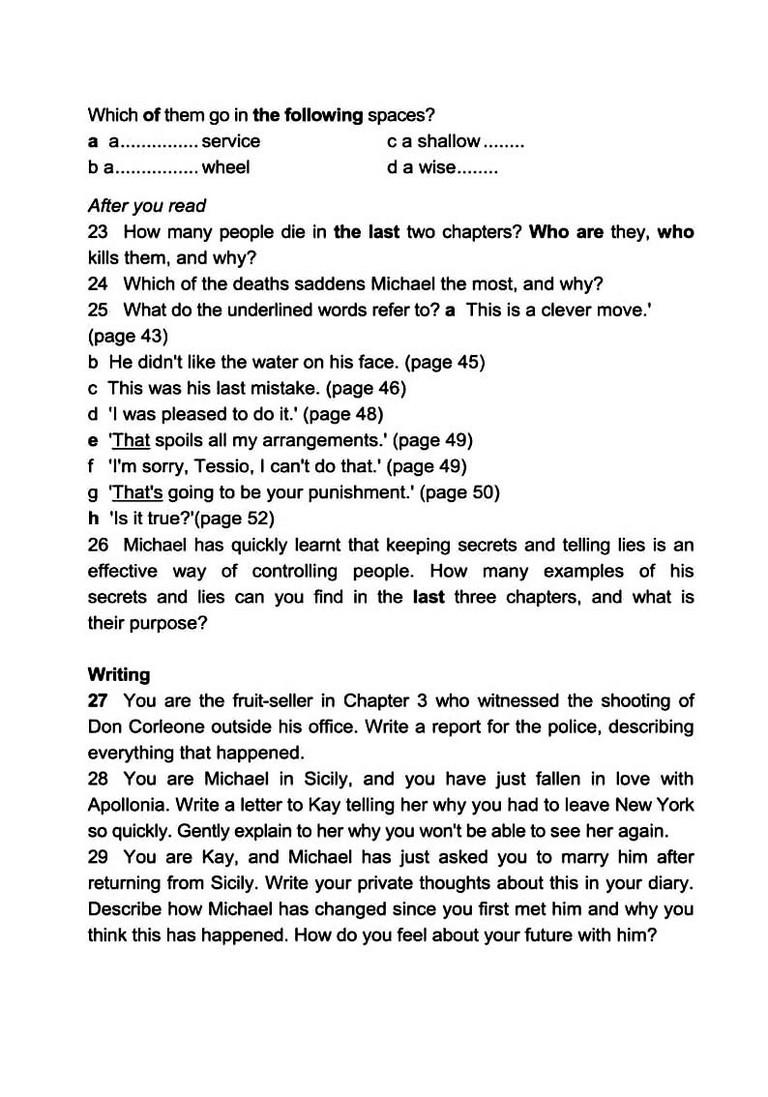 Which of them go in the following spaces?
a a............... service c a shallow ........
b a................ wheel d a wise........
After you read
23 How many people die in the last two chapters? Who are they, who
kills them, and why?
24 Which of the deaths saddens Michael the most, and why?
25 What do the underlined words refer to? a This is a clever move.'
(page 43)
b He didn't like the water on his face. (page 45)
c This was his last mistake. (page 46)
d 'I was pleased to do it.' (page 48)
e 'That spoils all my arrangements.' (page 49)
f 'I'm sorry, Tessio, I can't do that.' (page 49)
g 'That's going to be your punishment.' (page 50)
h 'Is it true?'(page 52)
26 Michael has quickly learnt that keeping secrets and telling lies is an
effective way of controlling people. How many examples of his
secrets and lies can you find in the last three chapters, and what is
their purpose?
Writing
27 You are the fruit-seller in Chapter 3 who witnessed the shooting of
Don Corleone outside his office. Write a report for the police, describing
everything that happened.
28 You are Michael in Sicily, and you have just fallen in love with
Apollonia. Write a letter to Kay telling her why you had to leave New York
so quickly. Gently explain to her why you won't be able to see her again.
29 You are Kay, and Michael has just asked you to marry him after
returning from Sicily. Write your private thoughts about this in your diary.
Describe how Michael has changed since you first met him and why you
think this has happened. How do you feel about your future with him?